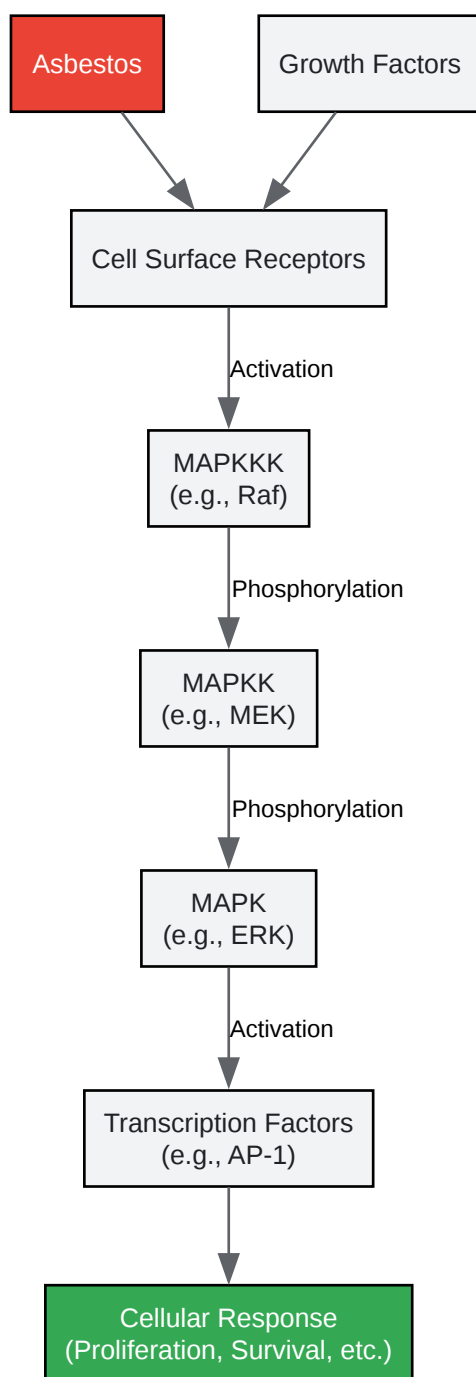 Asbestos
Growth Factors
Cell Surface Receptors
Activation
MAPKKK
(e.g., Raf)
Phosphorylation
MAPKK
(e.g., MEK)
Phosphorylation
MAPK
(e.g., ERK)
Activation
Transcription Factors
(e.g., AP-1)
Cellular Response
(Proliferation, Survival, etc.)